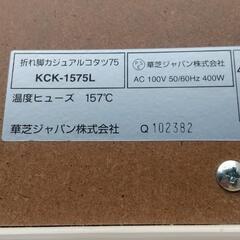 折れ脚カジュアルコタツ75
KCK-1575L
華芝ジャパン株式会社
AC 100V 50/60Hz 400W
温度ヒューズ 157℃
華芝ジャパン株式会社 Q102382